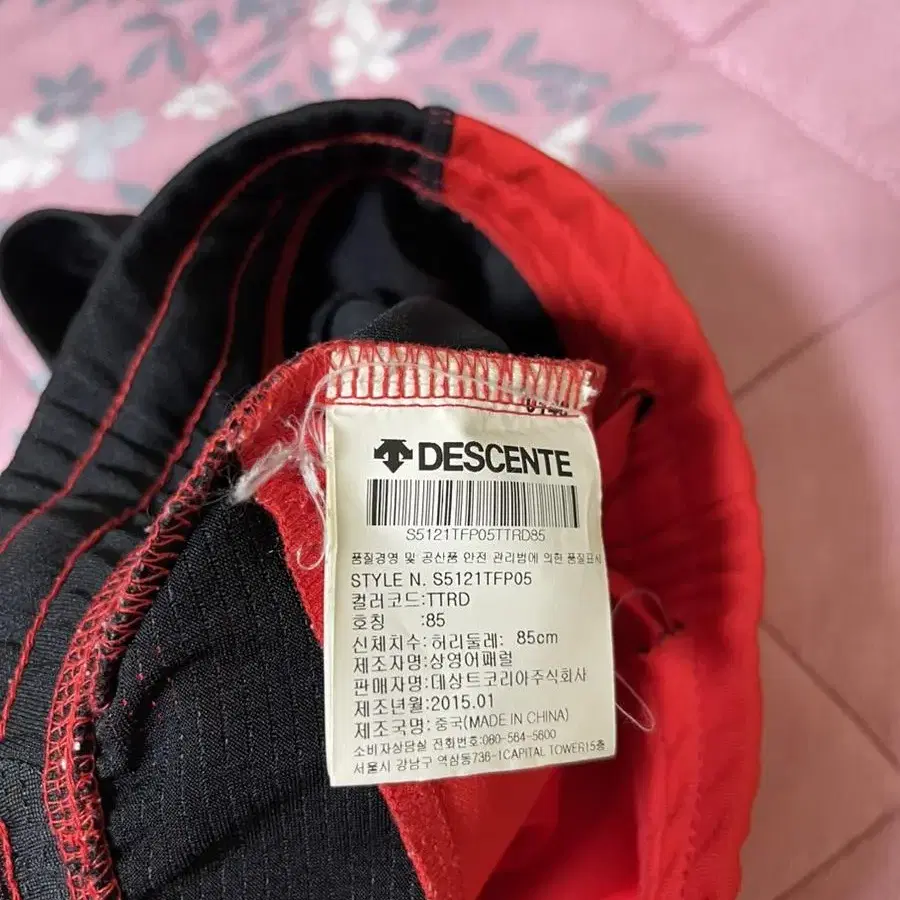 DESCENTE
S5121TFP05TTRD85
품질경영 및 공산품 안전 관리법에 의한 품질표시
STYLE N. S5121TFP05
컬러코드:TTRD
호칭 :85
신체치수:허리둘레: 85cm
제조자명:상영어패럴
판매자명:데상트코리아주식회사
제조년월:2015.01
제조국명:중국(MADE IN CHINA)
소비자상담실 전화번호:080-564-5600
서울시 강남구 역삼동736-1CAPITAL TOWER15층